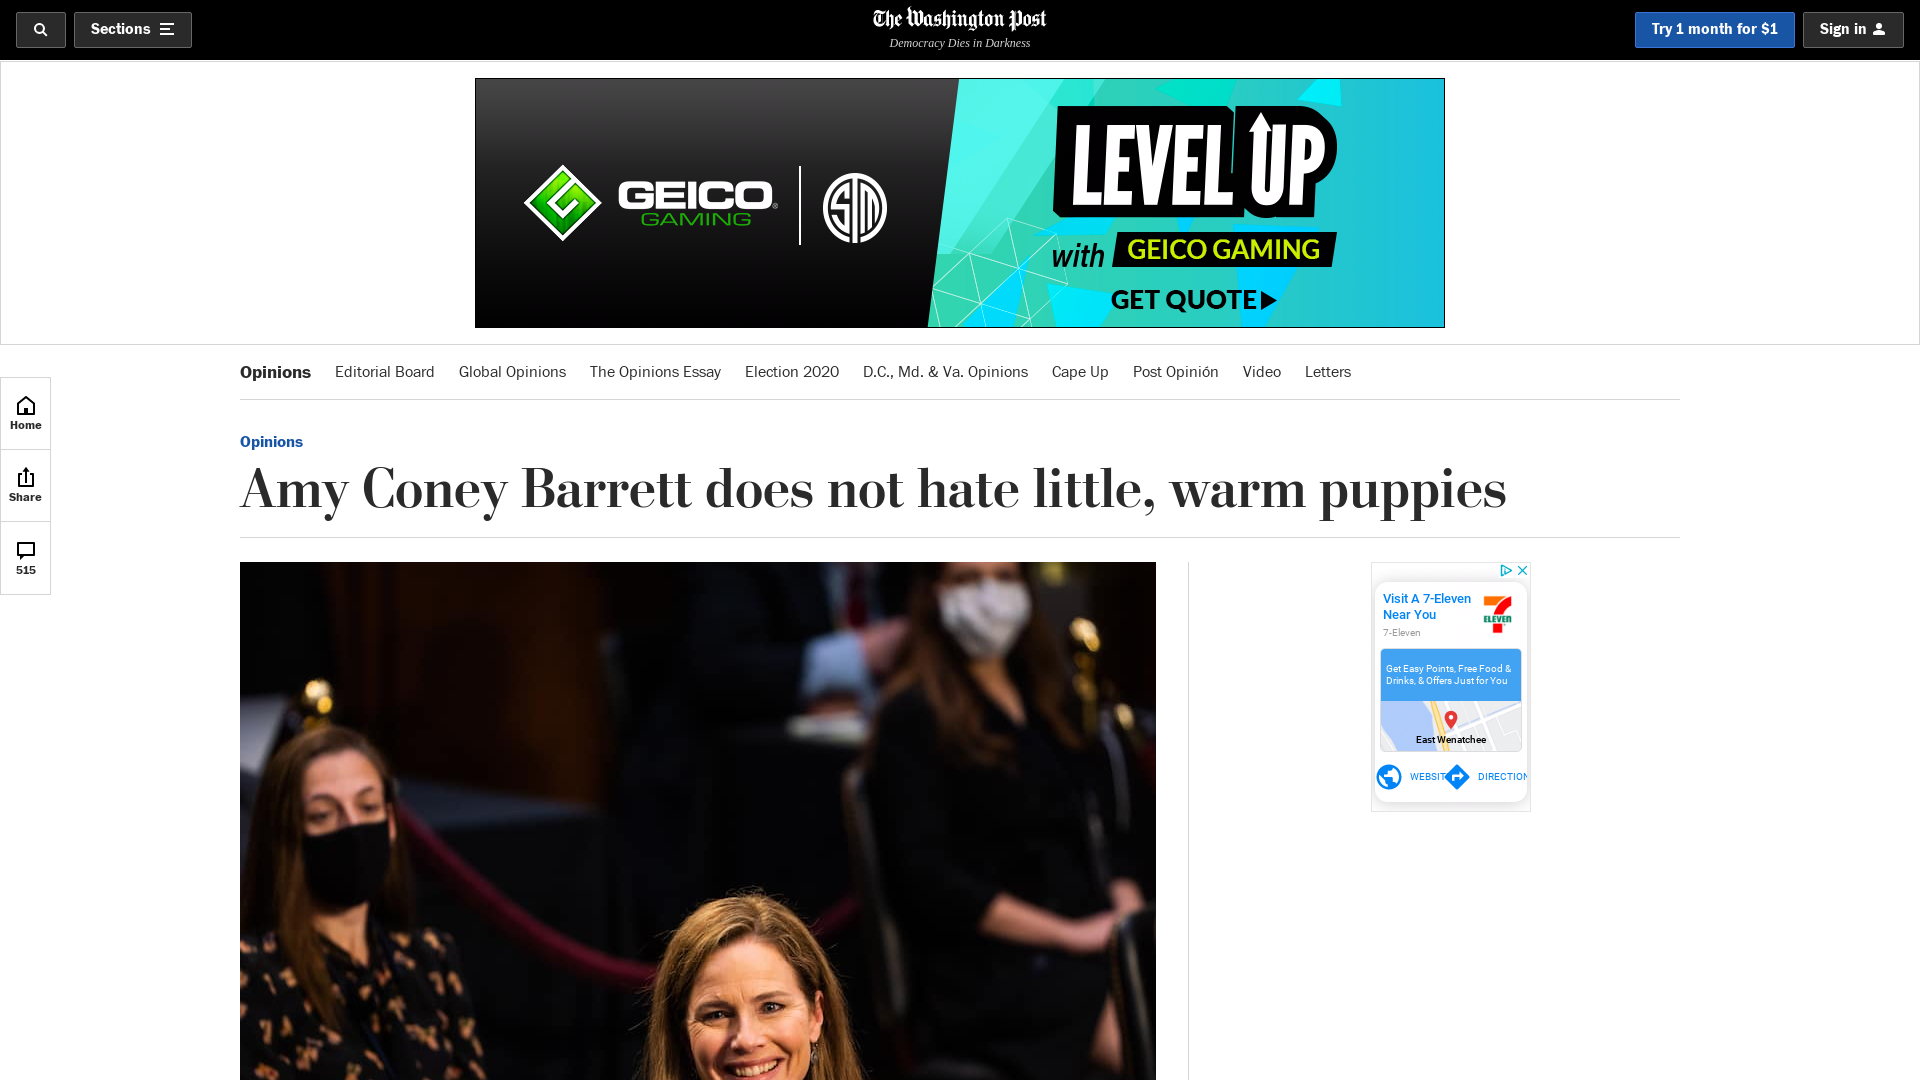 Sections
The Washington Post
Democracy Dies in Darkness
Try 1 month for $1
Sign in
GEICO
GAMING
LEVEL UP
with GEICO GAMING
GET QUOTE
Opinions
Editorial Board
Global Opinions
The Opinions Essay
Election 2020
D.C., Md. & Va. Opinions
Cape Up
Post Opinión
Video
Letters
Home
Share
515
Opinions
Amy Coney Barrett does not hate little, warm puppies
Visit A 7-Eleven
Near You
7-Eleven
7
ELEVEN
Get Easy Points, Free Food &
Drinks, & Offers Just for You
East Wenatchee
WEBSIT
DIRECTION